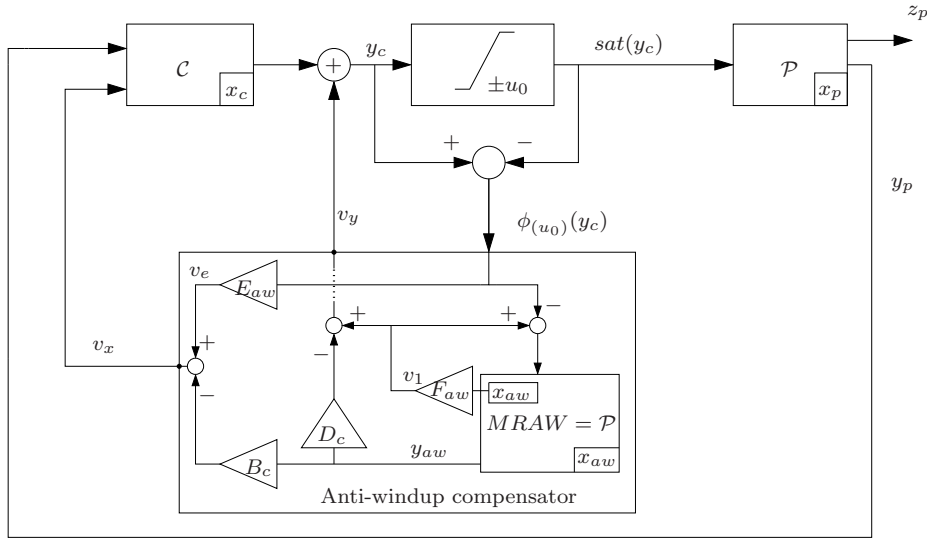 z_p
y_c
sat(y_c)
C
+
±u_0
P
x_c
x_p
+
−
y_p
v_y
ϕ_(u_0)(y_c)
v_e
E_aw
−
+
+
+
v_x
−
v_1
F_aw
x_aw
−
MRAW = P
D_c
y_aw
B_c
x_aw
Anti-windup compensator